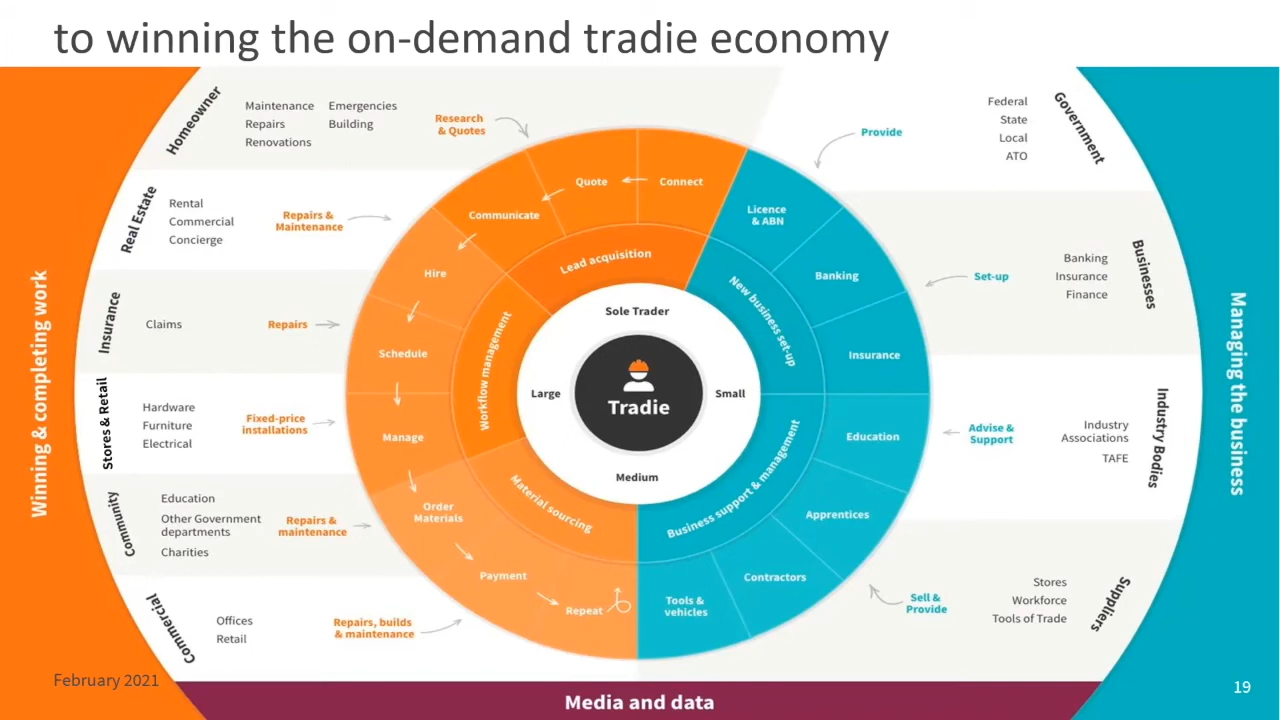 to winning the on-demand tradie economy
Winning & completing work
Homeowner
Maintenance
Repairs
Renovations
Emergencies
Building
Research
& Quotes
Real Estate
Rental
Commercial
Concierge
Repairs &
Maintenance
Insurance
Claims
Repairs
Stores & Retail
Hardware
Furniture
Electrical
Fixed-price
installations
Community
Education
Other Government
departments
Charities
Repairs &
maintenance
Commercial
Offices
Retail
Repairs, builds
& maintenance
Connect
Quote
Communicate
Hire
Schedule
Manage
Order
Materials
Payment
Repeat
Lead acquisition
Workflow management
Material sourcing
Sole Trader
Large
Tradie
Small
Medium
New business set-up
Business support & management
Licence
& ABN
Banking
Insurance
Education
Apprentices
Contractors
Tools &
vehicles
Provide
Federal
State
Local
ATO
Government
Set-up
Banking
Insurance
Finance
Businesses
Advise &
Support
Industry
Associations
TAFE
Industry Bodies
Sell &
Provide
Stores
Workforce
Tools of Trade
Suppliers
Managing the business
February 2021
Media and data
19